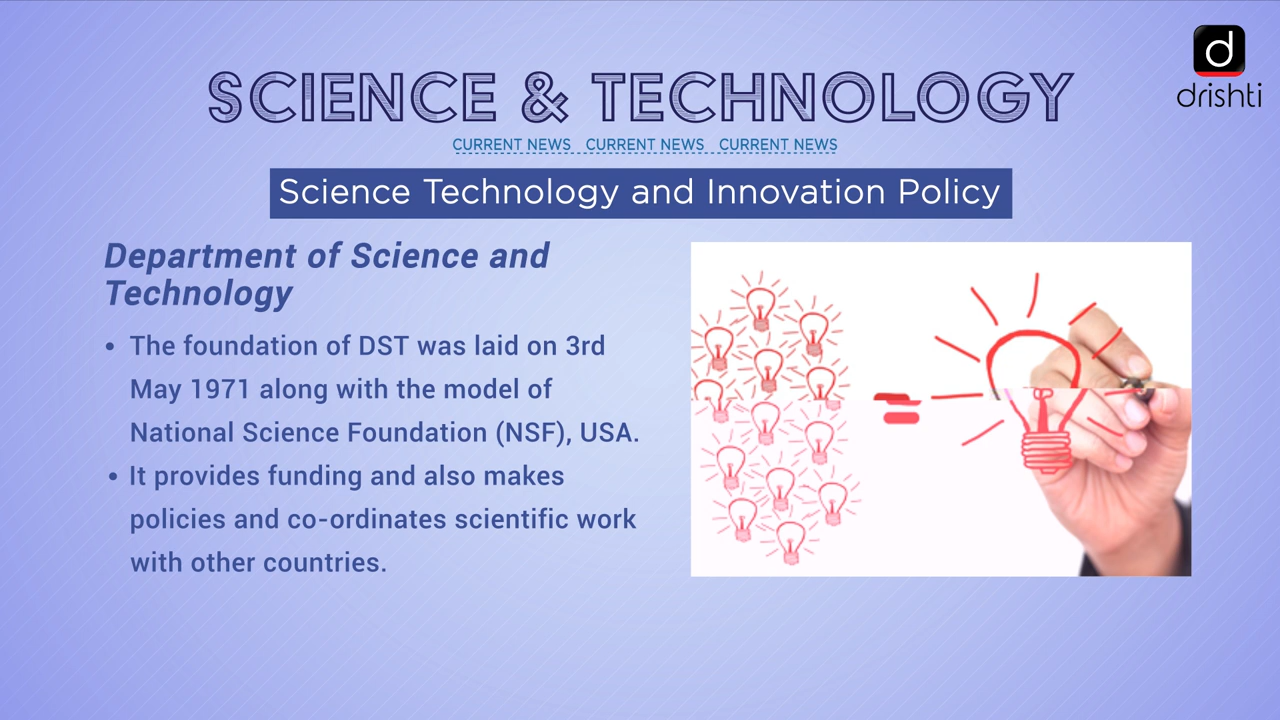 d
drishti
SCIENCE & TECHNOLOGY
CURRENT NEWS CURRENT NEWS CURRENT NEWS
Science Technology and Innovation Policy
Department of Science and
Technology
• The foundation of DST was laid on 3rd
May 1971 along with the model of
National Science Foundation (NSF), USA.
• It provides funding and also makes
policies and co-ordinates scientific work
with other countries.